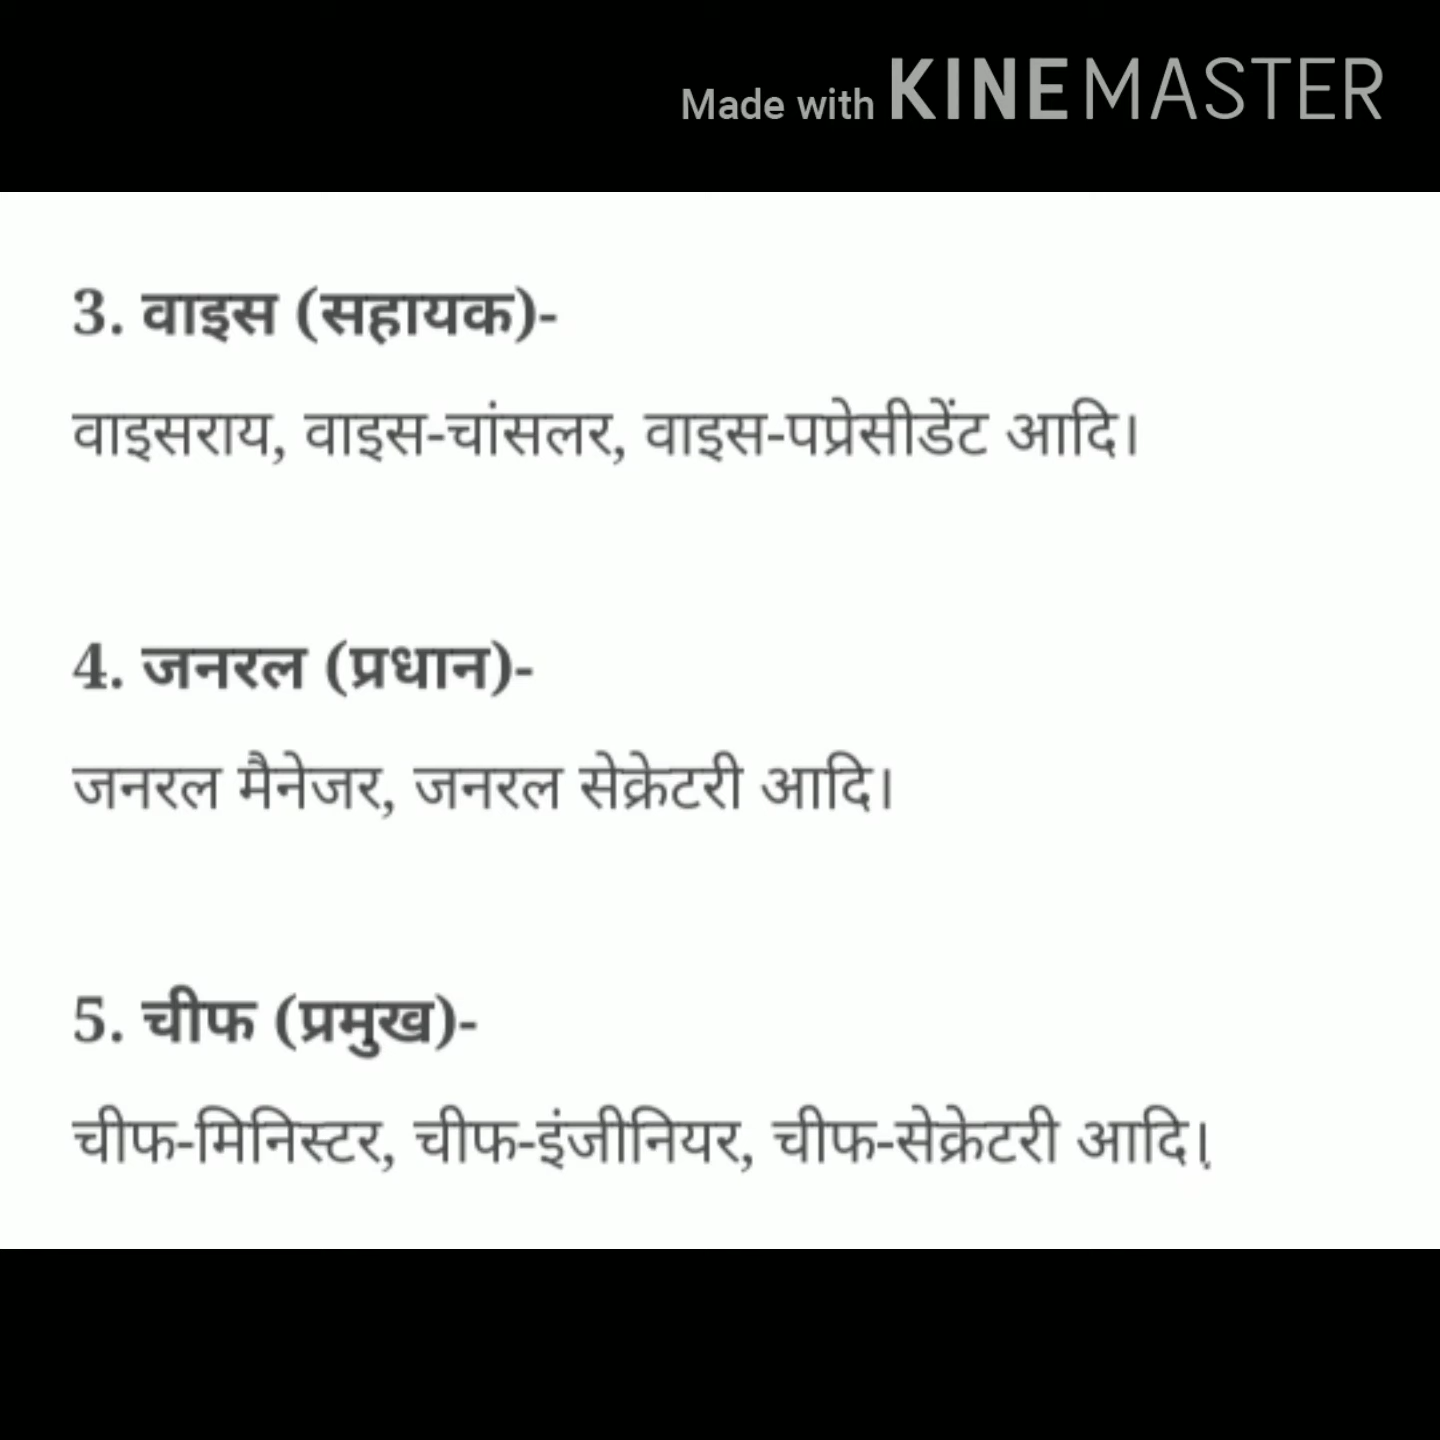 Made with KINEMASTER
3. वाइस (सहायक)-
वाइसराय, वाइस-चांसलर, वाइस-पप्रेसीडेंट आदि।
4. जनरल (प्रधान)-
जनरल मैनेजर, जनरल सेक्रेटरी आदि।
5. चीफ (प्रमुख)-
चीफ-मिनिस्टर, चीफ-इंजीनियर, चीफ-सेक्रेटरी आदि।